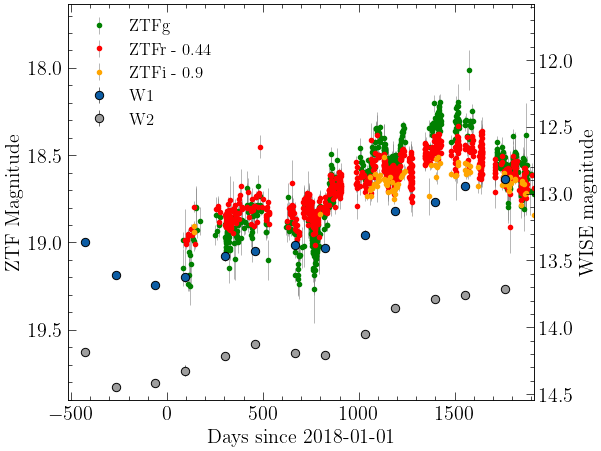 ZTFg
ZTFr - 0.44
ZTFi - 0.9
W1
W2
18.0
18.5
19.0
19.5
ZTF Magnitude
12.0
12.5
13.0
13.5
14.0
14.5
WISE magnitude
−500
0
500
1000
1500
Days since 2018-01-01